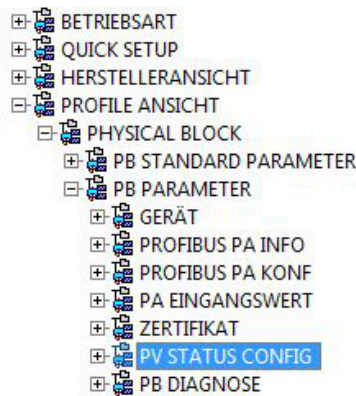 BETRIEBSART
QUICK SETUP
HERSTELLERANSICHT
PROFILE ANSICHT
PHYSICAL BLOCK
PB STANDARD PARAMETER
PB PARAMETER
GERÄT
PROFIBUS PA INFO
PROFIBUS PA KONF
PA EINGANGSWERT
ZERTIFIKAT
PV STATUS CONFIG
PB DIAGNOSE